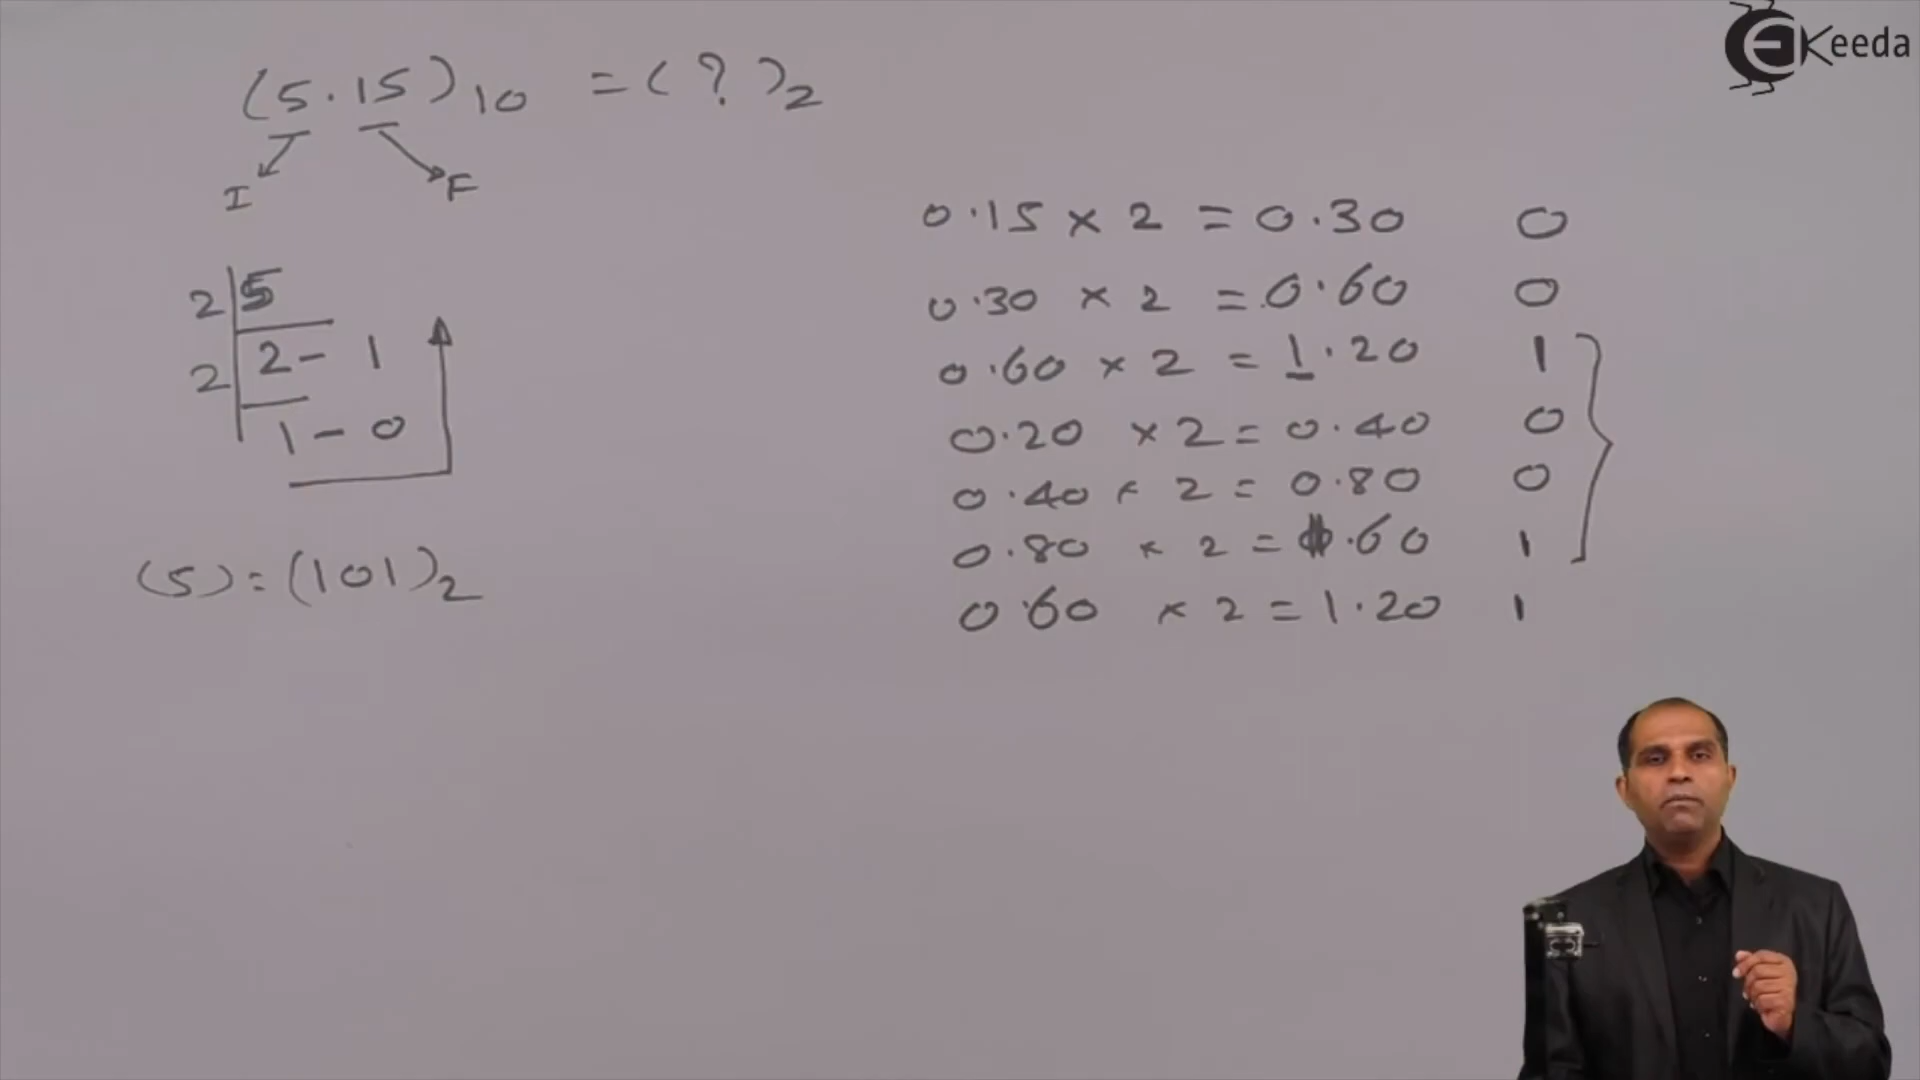 Keeda
(5.15)10 = (?)2
I F
2 5
2 2 - 1
1 - 0
(5) = (101)2
0.15 × 2 = 0.30 0
0.30 × 2 = 0.60 0
0.60 × 2 = 1.20 1
0.20 × 2 = 0.40 0
0.40 × 2 = 0.80 0
0.80 × 2 = 1.60 1
0.60 × 2 = 1.20 1